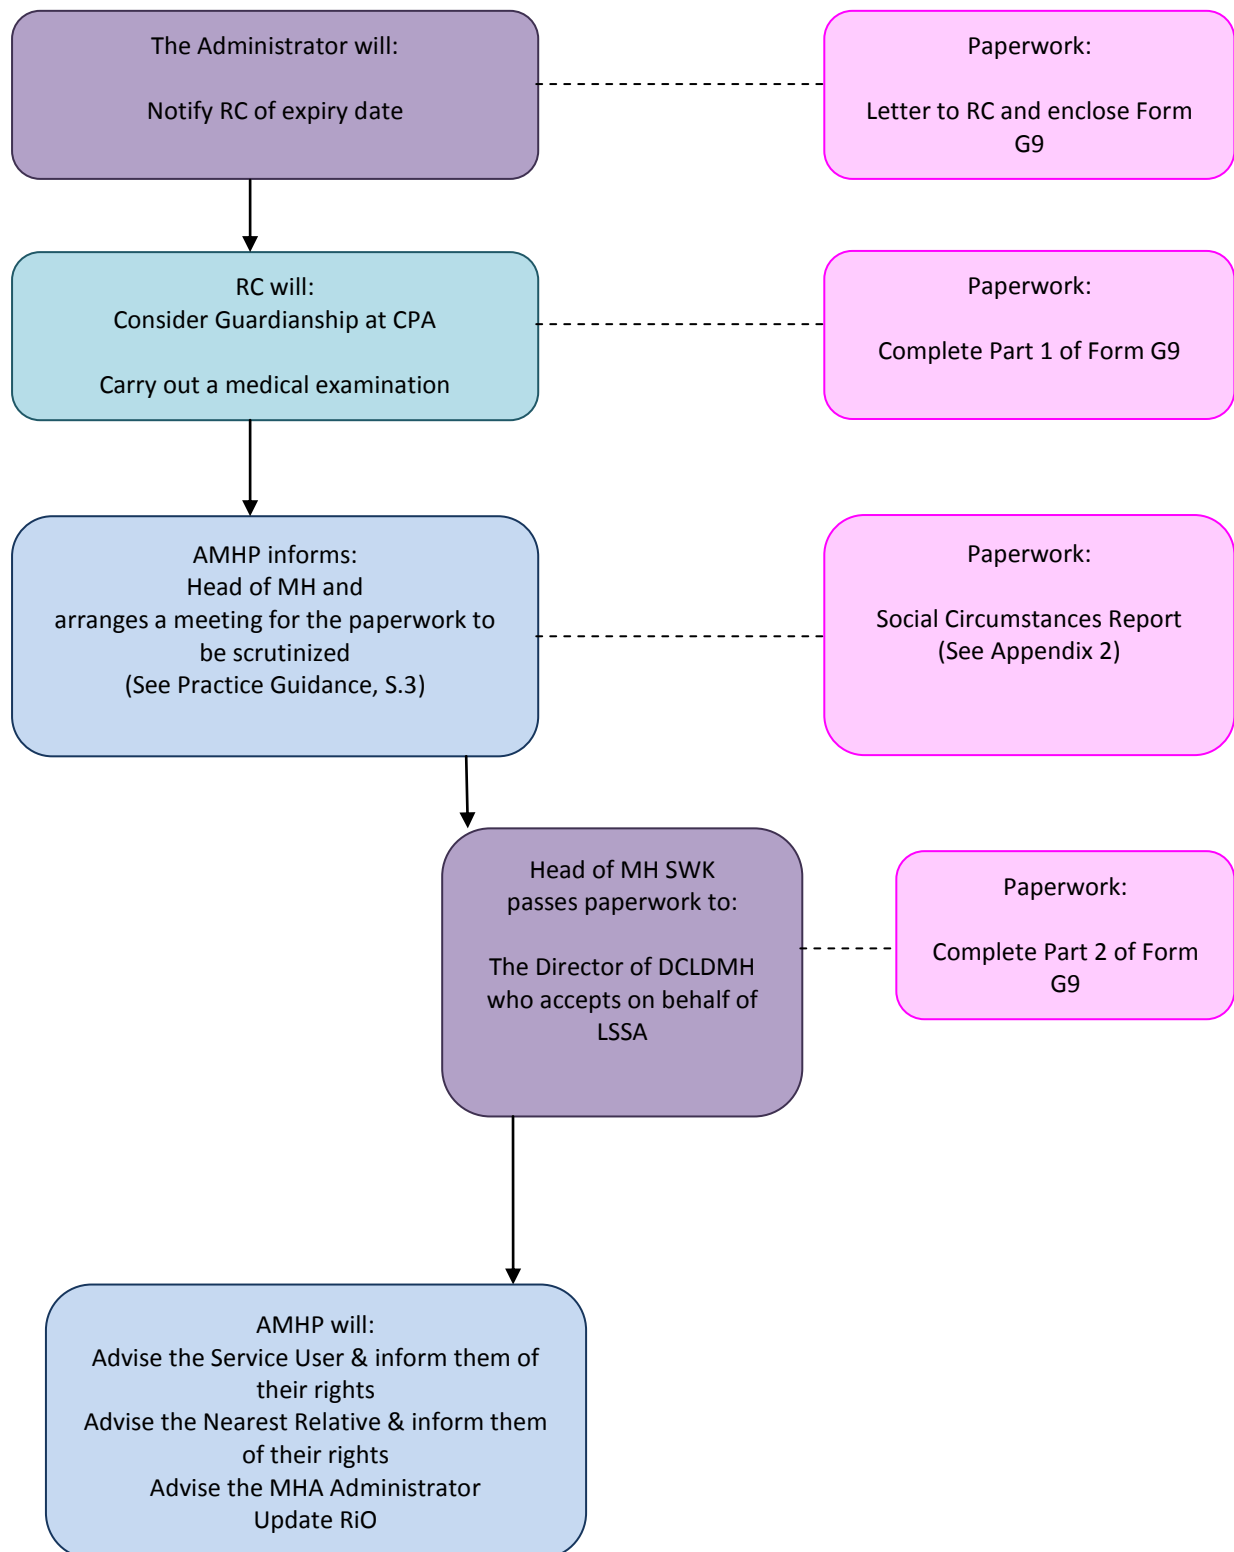 The Administrator will:
Notify RC of expiry date
Paperwork:
Letter to RC and enclose Form
G9
RC will:
Consider Guardianship at CPA
Carry out a medical examination
Paperwork:
Complete Part 1 of Form G9
AMHP informs:
Head of MH and
arranges a meeting for the paperwork to
be scrutinized
(See Practice Guidance, S.3)
Paperwork:
Social Circumstances Report
(See Appendix 2)
Head of MH SWK
passes paperwork to:
The Director of DCLDMH
who accepts on behalf of
LSSA
Paperwork:
Complete Part 2 of Form
G9
AMHP will:
Advise the Service User & inform them of
their rights
Advise the Nearest Relative & inform them
of their rights
Advise the MHA Administrator
Update RiO